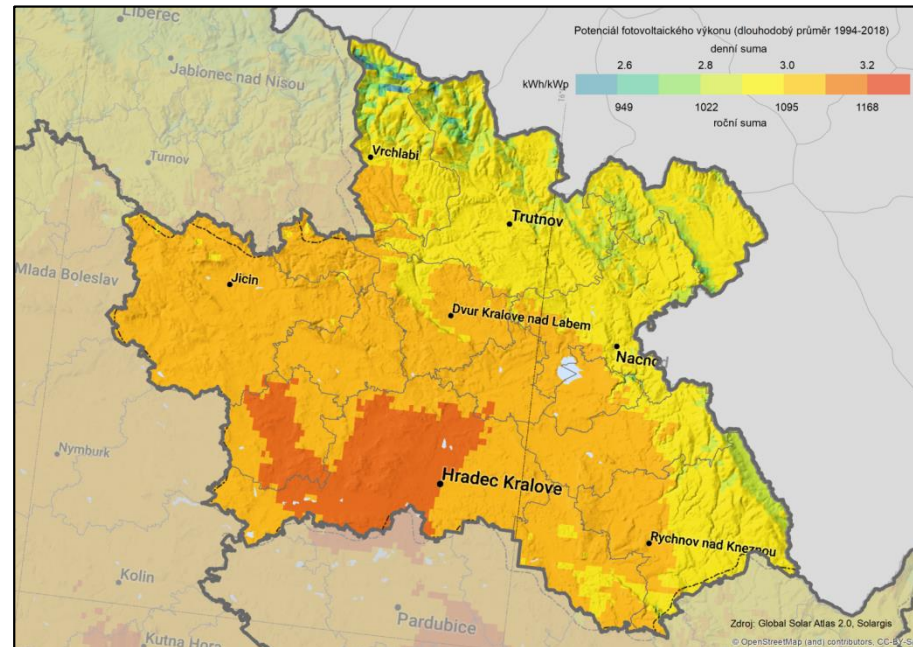 Liberec
Jablonec nad Nisou
Turnov
Mlada Boleslav
Nymburk
Kolin
Kutna Hora
Pardubice
Potenciál fotovoltaického výkonu (dlouhodobý průměr 1994-2018)
denní suma
2.6 2.8 3.0 3.2
kWh/kWp
949 1022 1095 1168
roční suma
Vrchlabi
Trutnov
Jicin
Dvur Kralove nad Labem
Nachod
Hradec Kralove
Rychnov nad Kneznou
Zdroj: Global Solar Atlas 2.0, Solargis
© OpenStreetMap (and) contributors, CC-BY-SA